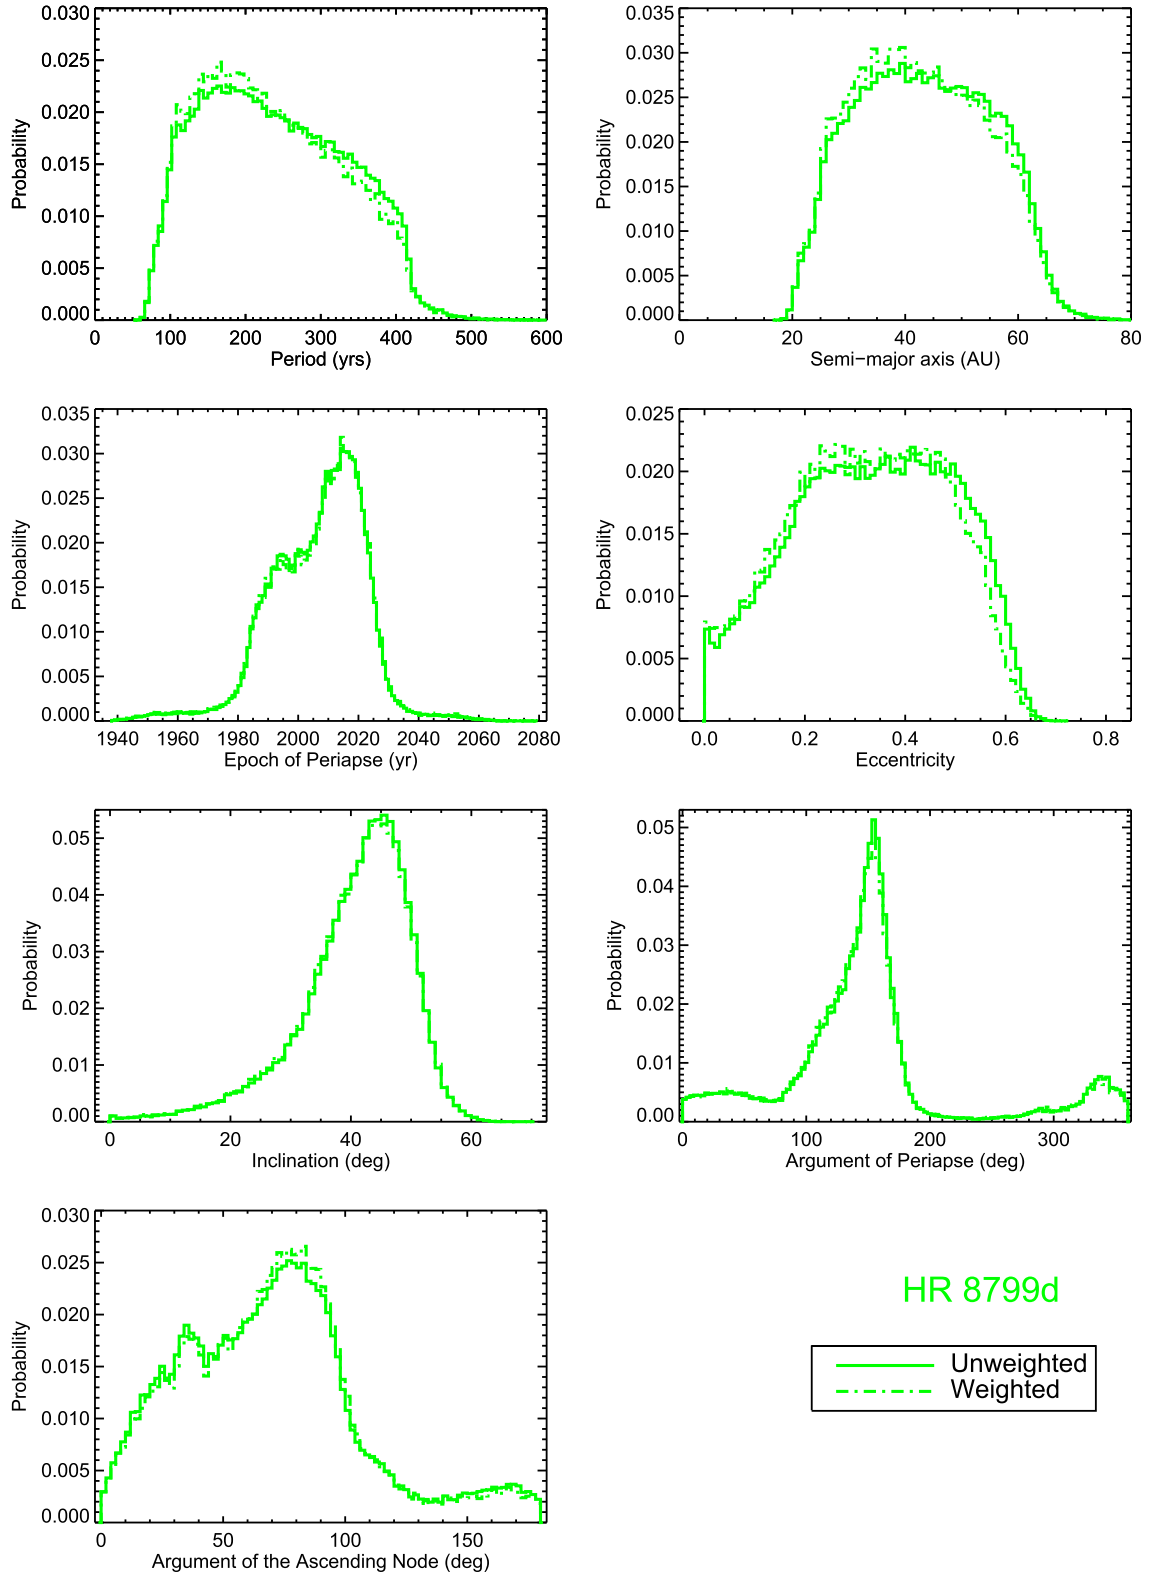 0.030
0.025
0.020
0.015
0.010
0.005
0.000
Probability
0 100 200 300 400 500 600
Period (yrs)
0.035
0.030
0.025
0.020
0.015
0.010
0.005
0.000
Probability
0 20 40 60 80
Semi−major axis (AU)
0.035
0.030
0.025
0.020
0.015
0.010
0.005
0.000
Probability
1940 1960 1980 2000 2020 2040 2060 2080
Epoch of Periapse (yr)
0.025
0.020
0.015
0.010
0.005
0.000
Probability
0.0 0.2 0.4 0.6 0.8
Eccentricity
0.05
0.04
0.03
0.02
0.01
0.00
Probability
0 20 40 60
Inclination (deg)
0.05
0.04
0.03
0.02
0.01
0.00
Probability
0 100 200 300
Argument of Periapse (deg)
0.030
0.025
0.020
0.015
0.010
0.005
0.000
Probability
0 50 100 150
Argument of the Ascending Node (deg)
HR 8799d
Unweighted
Weighted